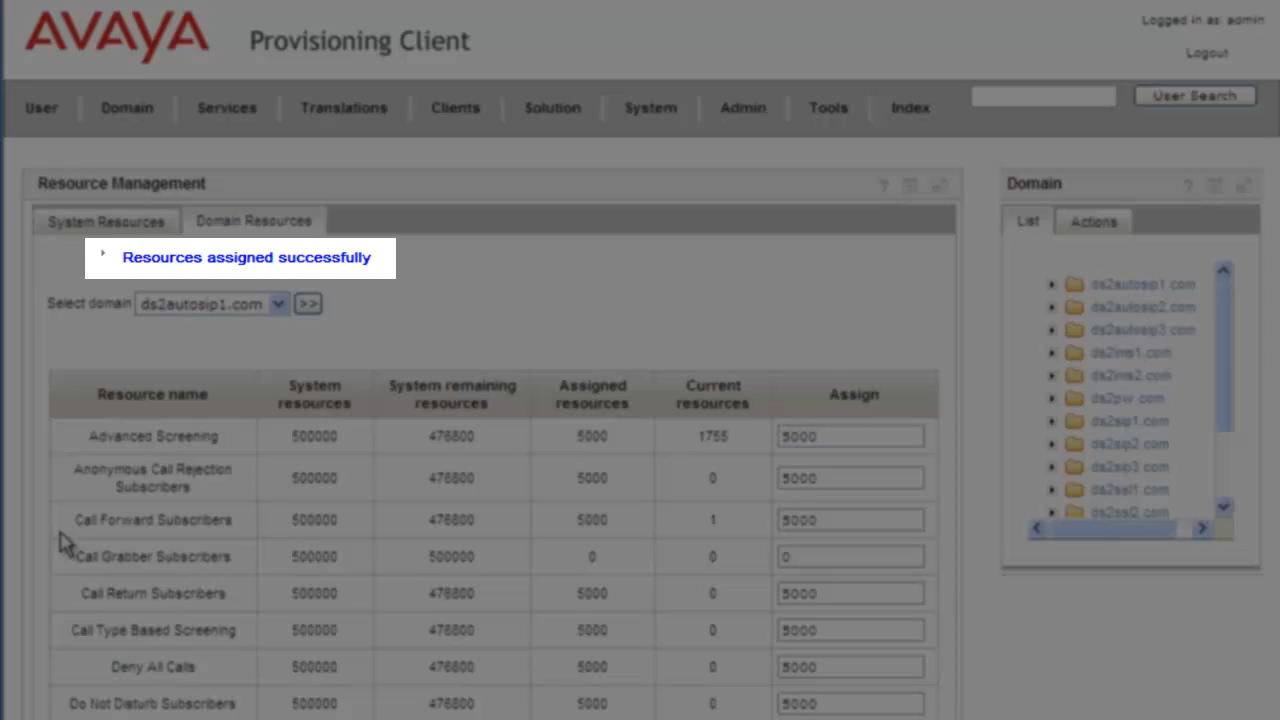 AVAYA
Provisioning Client
Logged in as: admin
Logout
User
Domain
Services
Translations
Clients
Solution
System
Admin
Tools
Index
User Search
Resource Management
System Resources
Domain Resources
Resources assigned successfully
Select domain
ds2autosip1.com
>>
Resource name System resources System remaining resources Assigned resources Current resources Assign
Advanced Screening 500000 476800 5000 1755 5000
Anonymous Call Rejection Subscribers 500000 476800 5000 0 5000
Call Forward Subscribers 500000 476800 5000 1 5000
Call Grabber Subscribers 500000 500000 0 0 0
Call Return Subscribers 500000 476800 5000 0 5000
Call Type Based Screening 500000 476800 5000 0 5000
Deny All Calls 500000 476800 5000 0 5000
Do Not Disturb Subscribers 500000 476800 5000 0 5000
Domain
?
List
Actions
ds2autosip1.com
ds2autosip2.com
ds2autosip3.com
ds2ims1.com
ds2ims2.com
ds2pw.com
ds2sip1.com
ds2sip2.com
ds2sip3.com
ds2ssl1.com
ds2ssl2.com